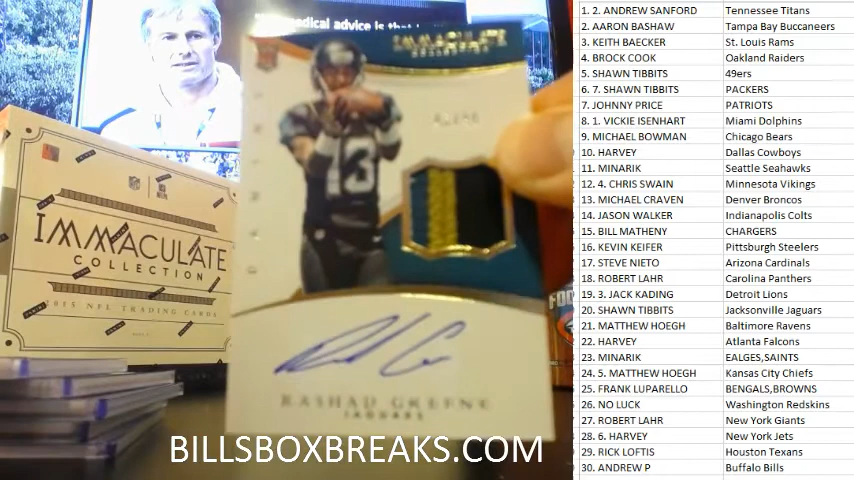 medical advice is that
IMMACULATE
COLLECTION
13
IMMACULATE
COLLECTION
2015 NFL TRADING CARDS
RASHAD GREENE
JAGUARS
BILLSBOXBREAKS.COM
1. 2. ANDREW SANFORD Tennessee Titans
2. AARON BASHAW Tampa Bay Buccaneers
3. KEITH BAECKER St. Louis Rams
4. BROCK COOK Oakland Raiders
5. SHAWN TIBBITS 49ers
6. 7. SHAWN TIBBITS PACKERS
7. JOHNNY PRICE PATRIOTS
8. 1. VICKIE ISENHART Miami Dolphins
9. MICHAEL BOWMAN Chicago Bears
10. HARVEY Dallas Cowboys
11. MINARIK Seattle Seahawks
12. 4. CHRIS SWAIN Minnesota Vikings
13. MICHAEL CRAVEN Denver Broncos
14. JASON WALKER Indianapolis Colts
15. BILL MATHENY CHARGERS
16. KEVIN KEIFER Pittsburgh Steelers
17. STEVE NIETO Arizona Cardinals
18. ROBERT LAHR Carolina Panthers
19. 3. JACK KADING Detroit Lions
20. SHAWN TIBBITS Jacksonville Jaguars
21. MATTHEW HOEGH Baltimore Ravens
22. HARVEY Atlanta Falcons
23. MINARIK EALGES,SAINTS
24. 5. MATTHEW HOEGH Kansas City Chiefs
25. FRANK LUPARELLO BENGALS,BROWNS
26. NO LUCK Washington Redskins
27. ROBERT LAHR New York Giants
28. 6. HARVEY New York Jets
29. RICK LOFTIS Houston Texans
30. ANDREW P Buffalo Bills